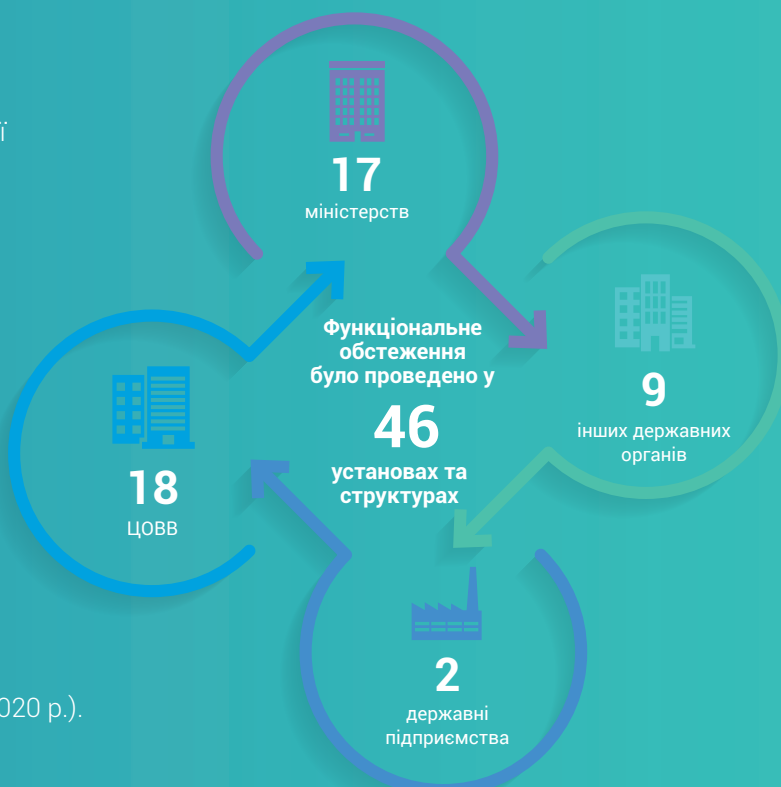 ї
17
міністерств
Функціональне
обстеження
було проведено у
46
установах та
структурах
9
інших державних
органів
18
ЦОВВ
2
державні
підприємства
020 р.).